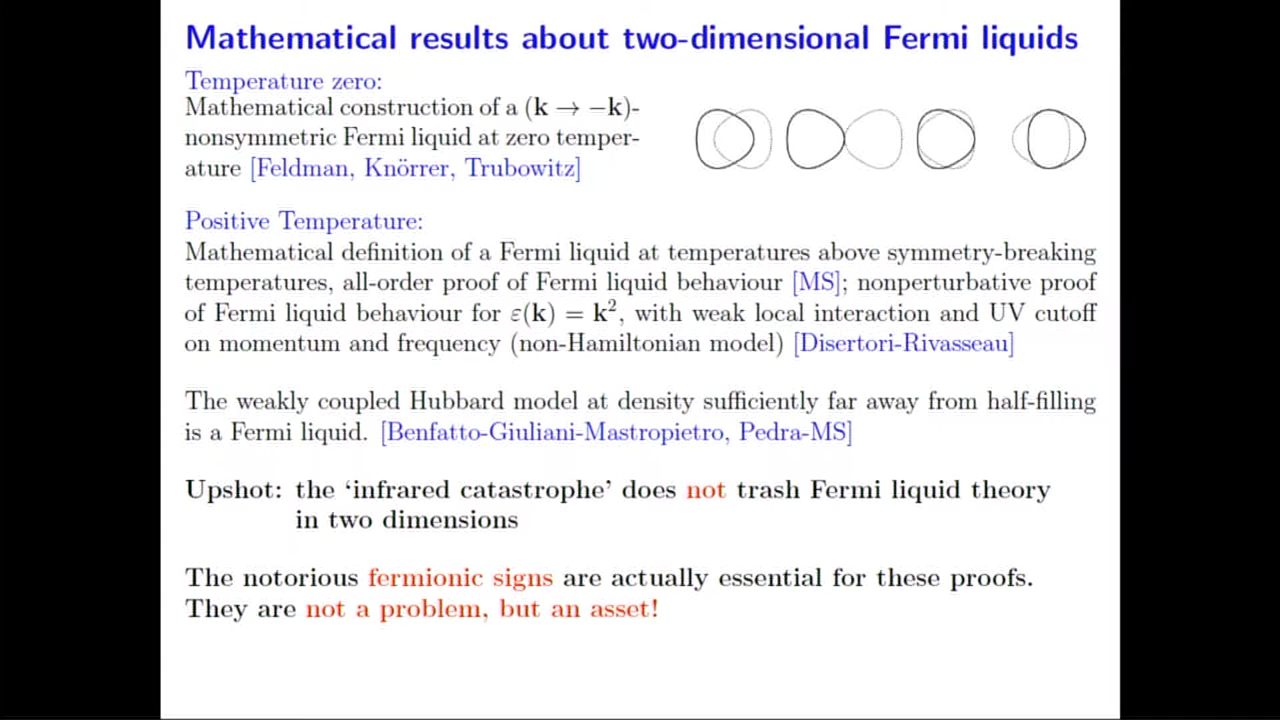 Mathematical results about two-dimensional Fermi liquids
Temperature zero:
Mathematical construction of a (k → −k)-
nonsymmetric Fermi liquid at zero temper-
ature [Feldman, Knörrer, Trubowitz]
Positive Temperature:
Mathematical definition of a Fermi liquid at temperatures above symmetry-breaking
temperatures, all-order proof of Fermi liquid behaviour [MS]; nonperturbative proof
of Fermi liquid behaviour for ε(k) = k², with weak local interaction and UV cutoff
on momentum and frequency (non-Hamiltonian model) [Disertori-Rivasseau]
The weakly coupled Hubbard model at density sufficiently far away from half-filling
is a Fermi liquid. [Benfatto-Giuliani-Mastropietro, Pedra-MS]
Upshot: the ‘infrared catastrophe’ does not trash Fermi liquid theory
in two dimensions
The notorious fermionic signs are actually essential for these proofs.
They are not a problem, but an asset!